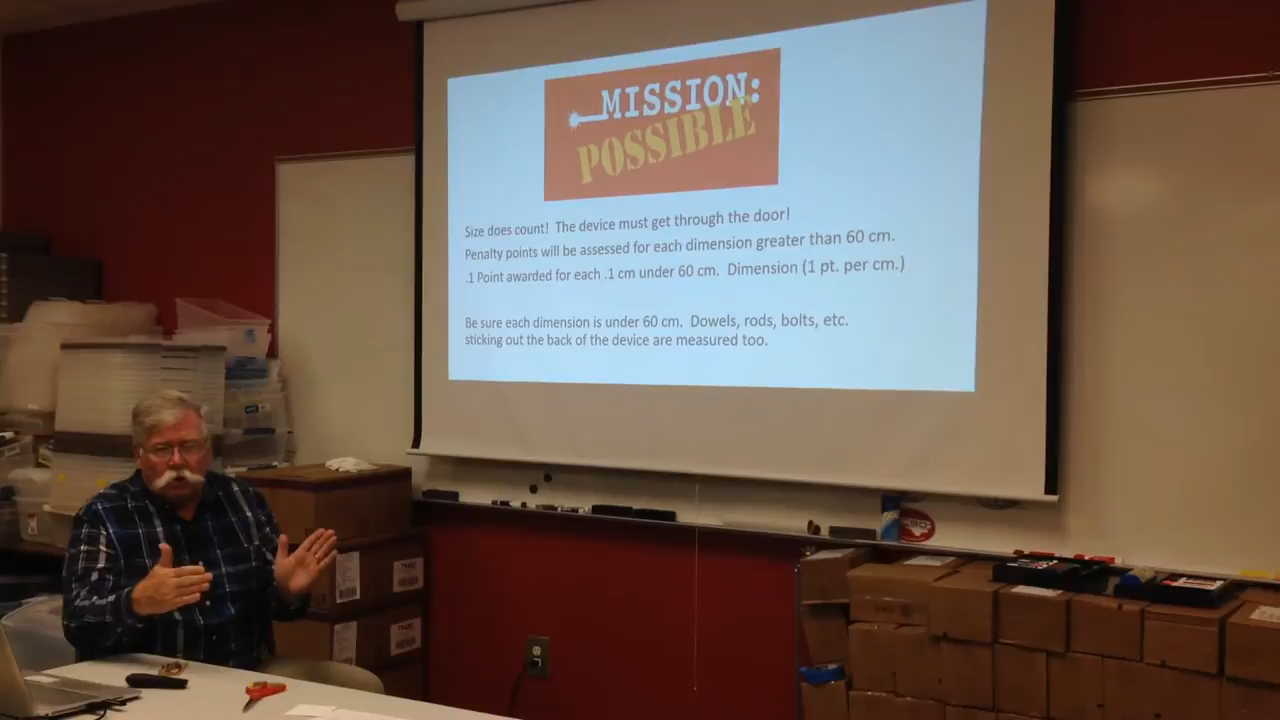 MISSION:
POSSIBLE
Size does count!  The device must get through the door!
Penalty points will be assessed for each dimension greater than 60 cm.
.1 Point awarded for each .1 cm under 60 cm.  Dimension (1 pt. per cm.)
Be sure each dimension is under 60 cm.  Dowels, rods, bolts, etc.
sticking out the back of the device are measured too.